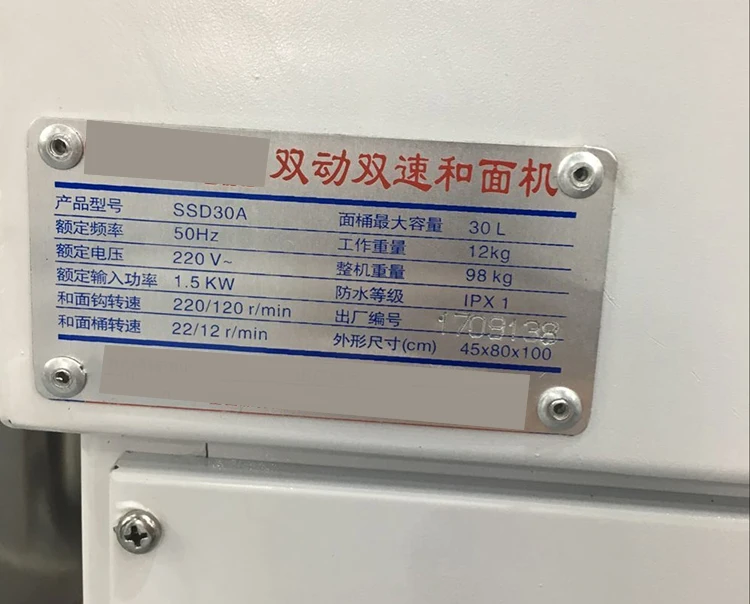 双动双速和面机
产品型号 SSD30A 面桶最大容量 30 L
额定频率 50Hz 工作重量 12kg
额定电压 220 V~ 整机重量 98 kg
额定输入功率 1.5 KW 防水等级 IPX 1
和面钩转速 220/120 r/min 出厂编号 1709138
和面桶转速 22/12 r/min 外形尺寸(cm) 45x80x100